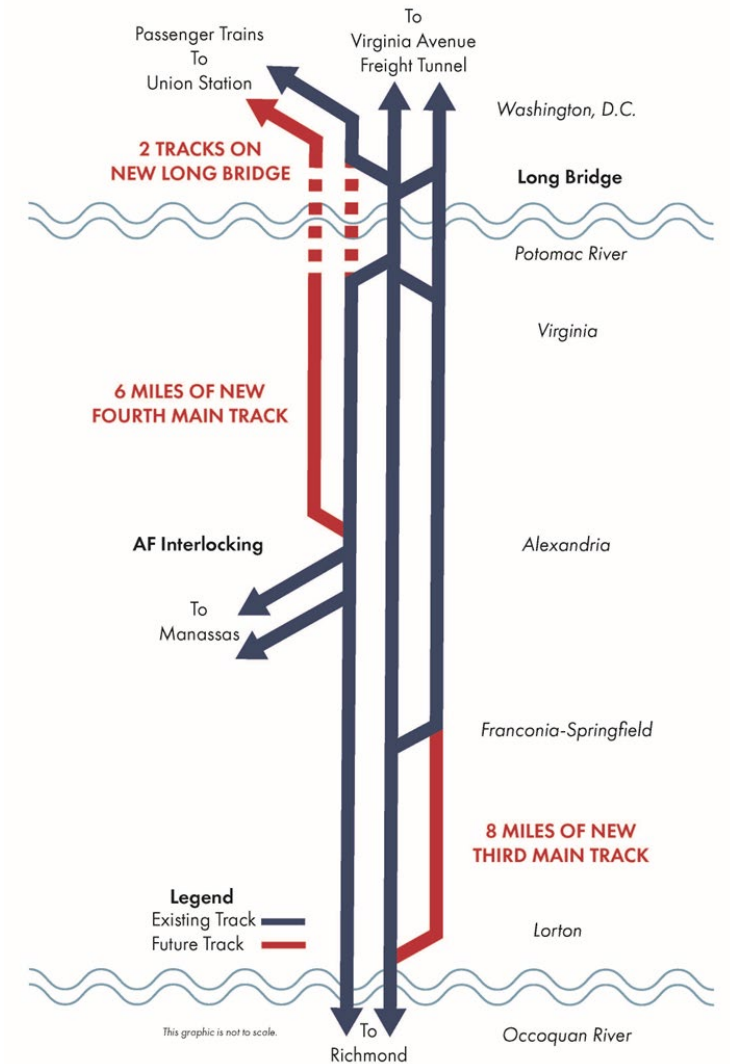 Passenger Trains
To
Union Station
To
Virginia Avenue
Freight Tunnel
Washington, D.C.
2 TRACKS ON
NEW LONG BRIDGE
Long Bridge
Potomac River
Virginia
6 MILES OF NEW
FOURTH MAIN TRACK
AF Interlocking
Alexandria
To
Manassas
Franconia-Springfield
8 MILES OF NEW
THIRD MAIN TRACK
Legend
Existing Track
Future Track
Lorton
This graphic is not to scale.
To
Richmond
Occoquan River